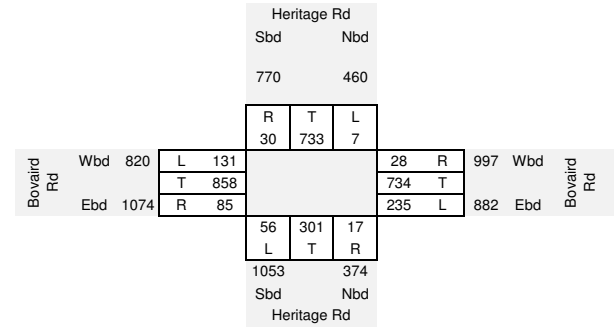 Heritage Rd
Sbd Nbd
770 460
R T L
30 733 7
Bovaird Rd
Wbd 820 L 131
T 858
Ebd 1074 R 85
28 R 997 Wbd
734 T
235 L 882 Ebd
Bovaird Rd
56 301 17
L T R
1053 374
Sbd Nbd
Heritage Rd